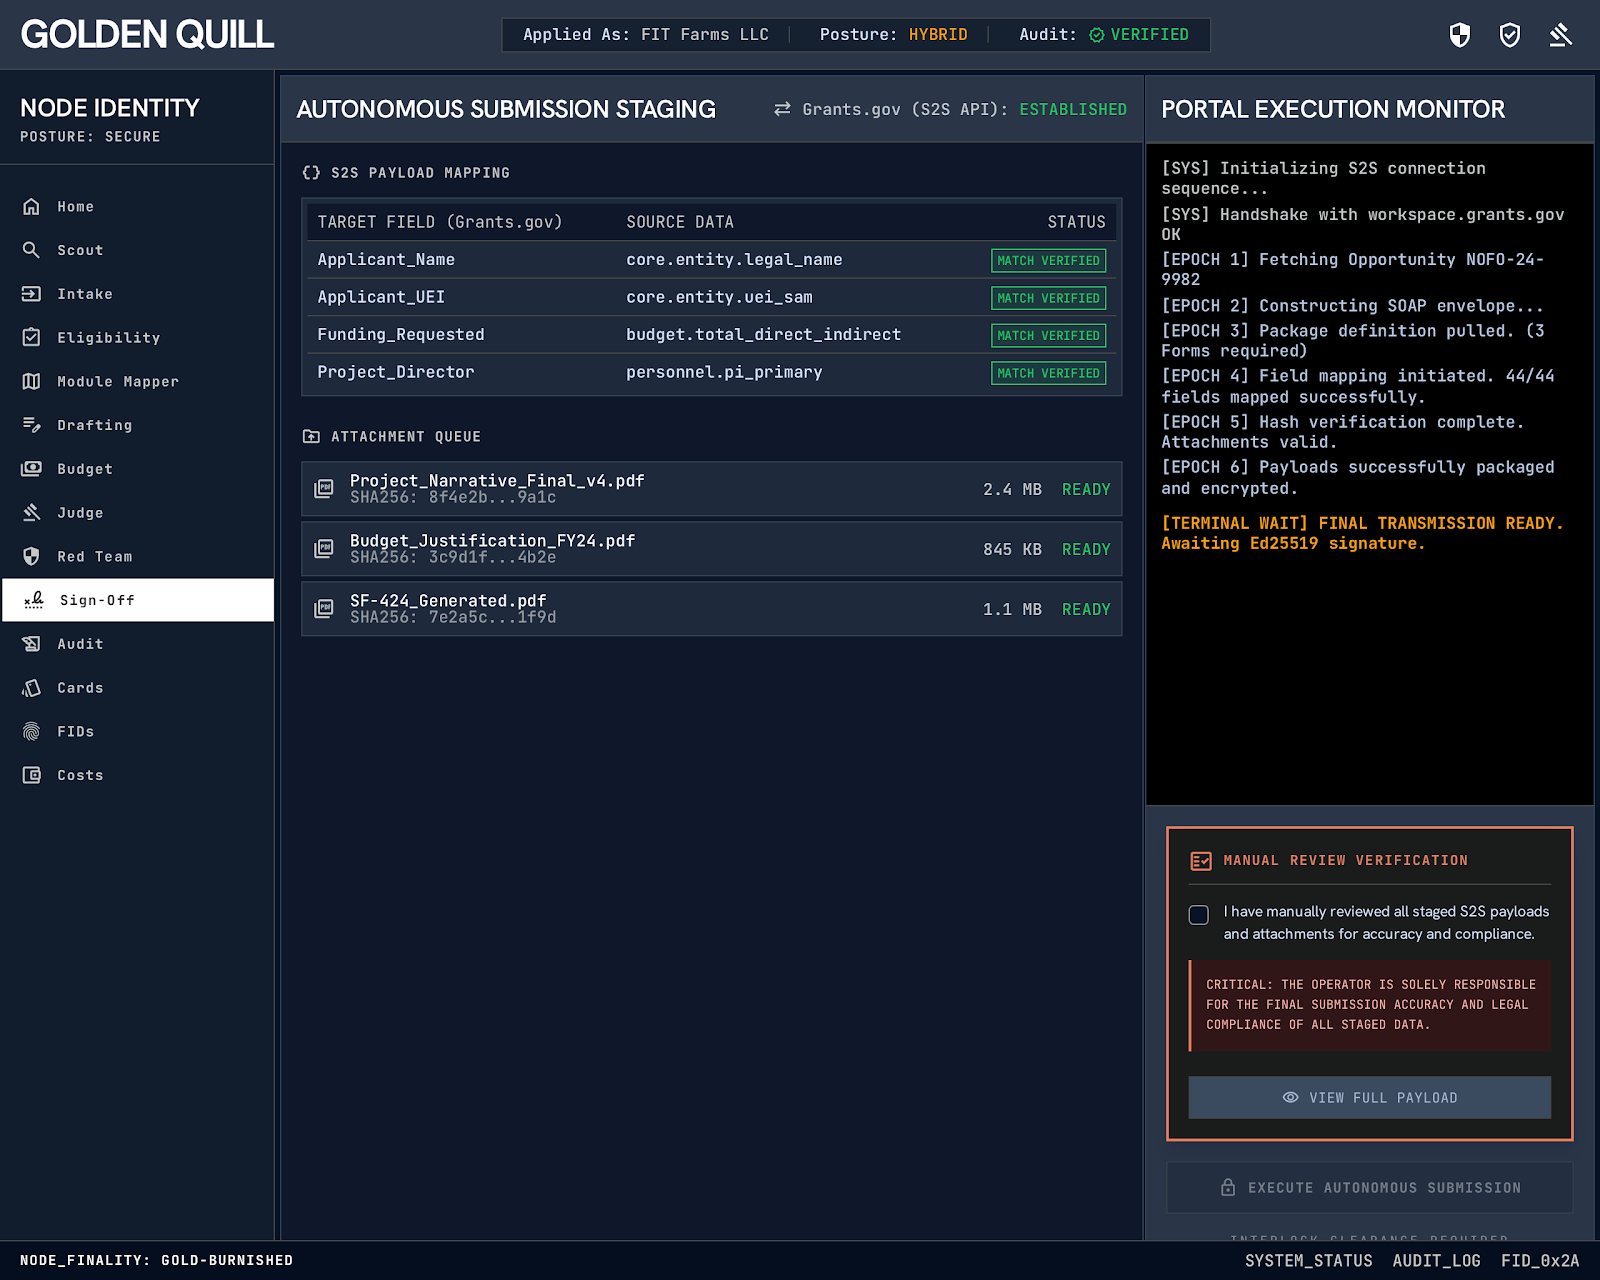 GOLDEN QUILL
Applied As: FIT Farms LLC | Posture: HYBRID | Audit: VERIFIED
NODE IDENTITY
POSTURE: SECURE
Home
Scout
Intake
Eligibility
Module Mapper
Drafting
Budget
Judge
Red Team
Sign-Off
Audit
Cards
FIDs
Costs
AUTONOMOUS SUBMISSION STAGING
Grants.gov (S2S API): ESTABLISHED
S2S PAYLOAD MAPPING
TARGET FIELD (Grants.gov) SOURCE DATA STATUS
Applicant_Name core.entity.legal_name MATCH VERIFIED
Applicant_UEI core.entity.uei_sam MATCH VERIFIED
Funding_Requested budget.total_direct_indirect MATCH VERIFIED
Project_Director personnel.pi_primary MATCH VERIFIED
ATTACHMENT QUEUE
PDF
Project_Narrative_Final_v4.pdf
SHA256: 8f4e2b...9a1c
2.4 MB READY
PDF
Budget_Justification_FY24.pdf
SHA256: 3c9d1f...4b2e
845 KB READY
PDF
SF-424_Generated.pdf
SHA256: 7e2a5c...1f9d
1.1 MB READY
PORTAL EXECUTION MONITOR
[SYS] Initializing S2S connection
sequence...
[SYS] Handshake with workspace.grants.gov
OK
[EPOCH 1] Fetching Opportunity NOFO-24-
9982
[EPOCH 2] Constructing SOAP envelope...
[EPOCH 3] Package definition pulled. (3
Forms required)
[EPOCH 4] Field mapping initiated. 44/44
fields mapped successfully.
[EPOCH 5] Hash verification complete.
Attachments valid.
[EPOCH 6] Payloads successfully packaged
and encrypted.
[TERMINAL WAIT] FINAL TRANSMISSION READY.
Awaiting Ed25519 signature.
MANUAL REVIEW VERIFICATION
I have manually reviewed all staged S2S payloads
and attachments for accuracy and compliance.
CRITICAL: THE OPERATOR IS SOLELY RESPONSIBLE
FOR THE FINAL SUBMISSION ACCURACY AND LEGAL
COMPLIANCE OF ALL STAGED DATA.
VIEW FULL PAYLOAD
EXECUTE AUTONOMOUS SUBMISSION
INTERLOCK CLEARANCE REQUIRED
NODE_FINALITY: GOLD-BURNISHED
SYSTEM_STATUS AUDIT_LOG FID_0x2A